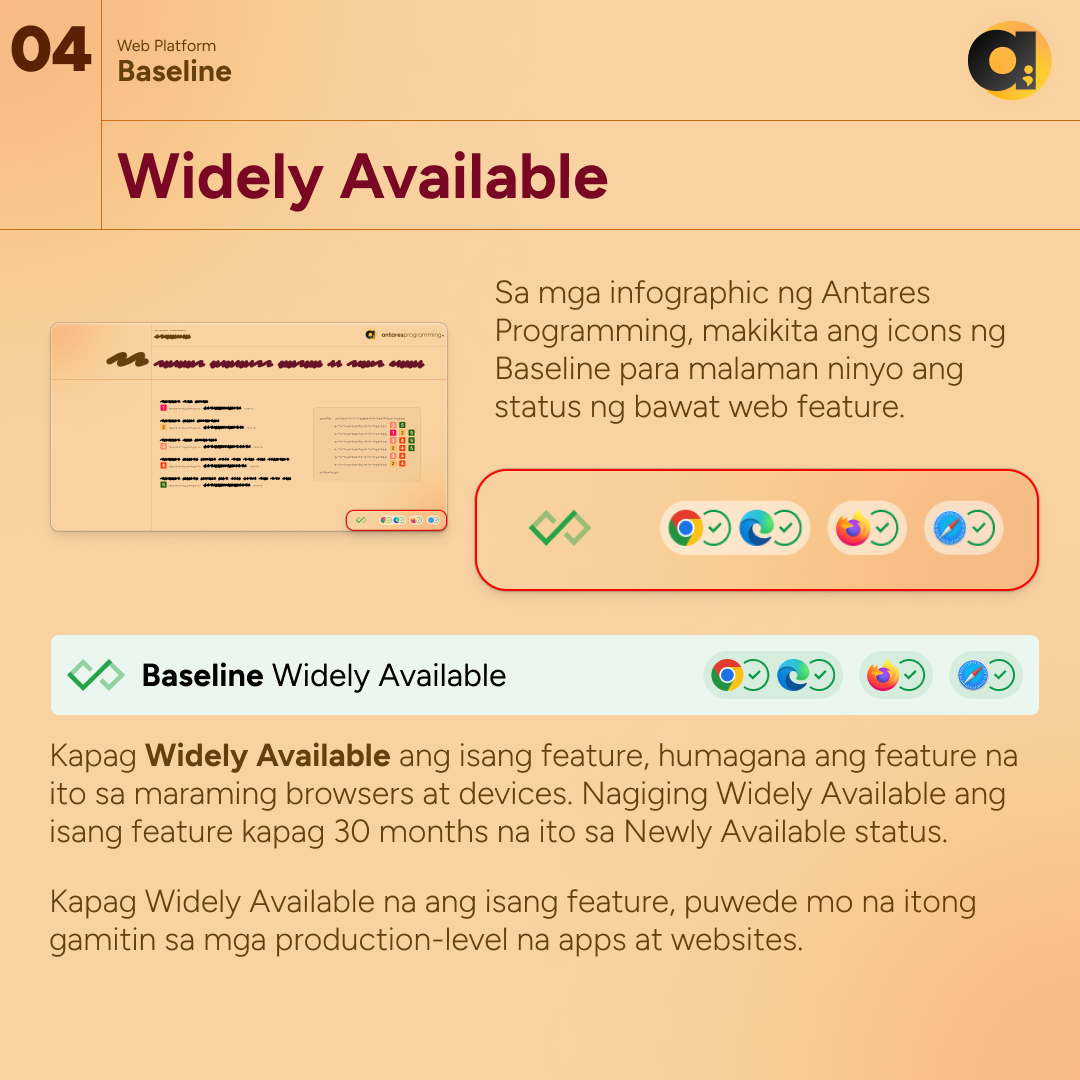 04
Web Platform
Baseline
Widely Available
antaresprogramming
Sa mga infographic ng Antares
Programming, makikita ang icons ng
Baseline para malaman ninyo ang
status ng bawat web feature.
Baseline Widely Available
Kapag Widely Available ang isang feature, humagana ang feature na
ito sa maraming browsers at devices. Nagiging Widely Available ang
isang feature kapag 30 months na ito sa Newly Available status.
Kapag Widely Available na ang isang feature, puwede mo na itong
gamitin sa mga production-level na apps at websites.